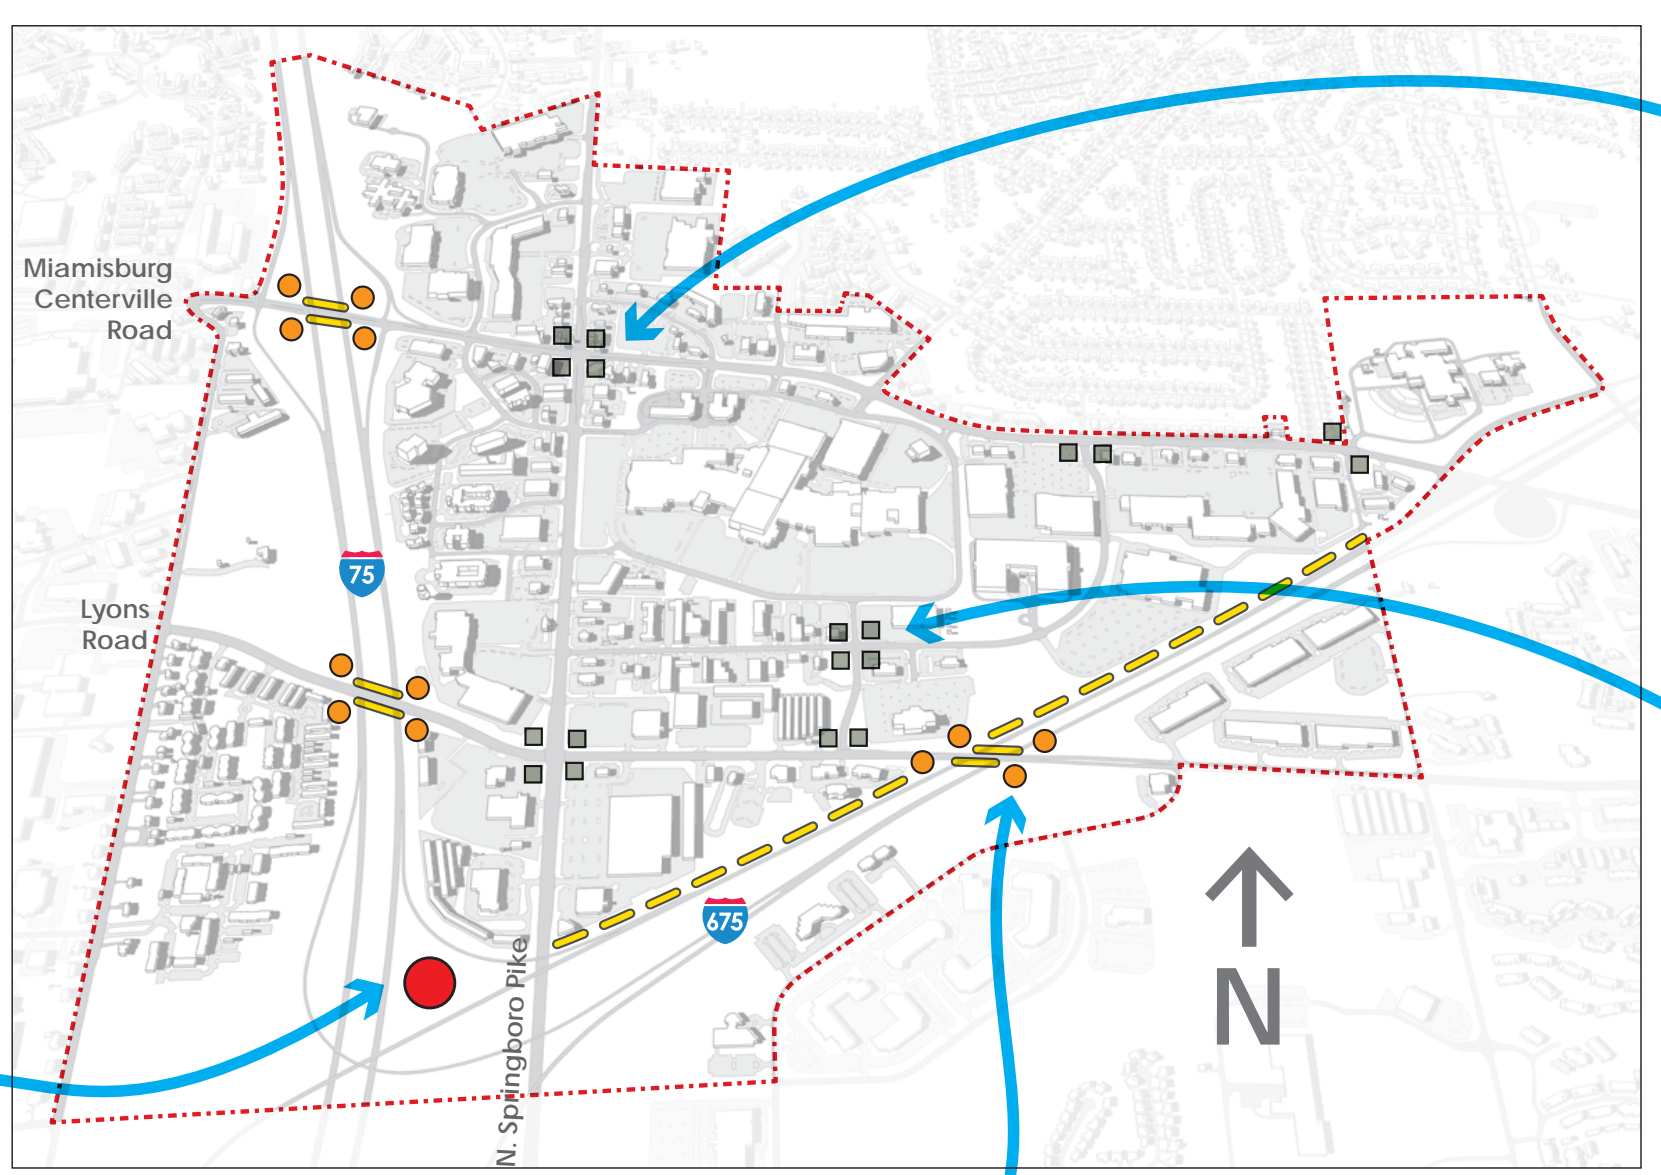 Miamisburg
Centerville
Road
75
Lyons
Road
675
N. Springboro Pike
N